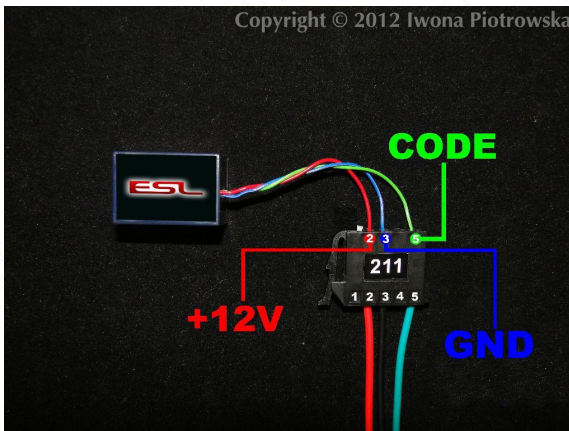 Copyright © 2012 Iwona Piotrowska
CODE
ESL
2 3 5
211
1 2 3 4 5
+12V
GND